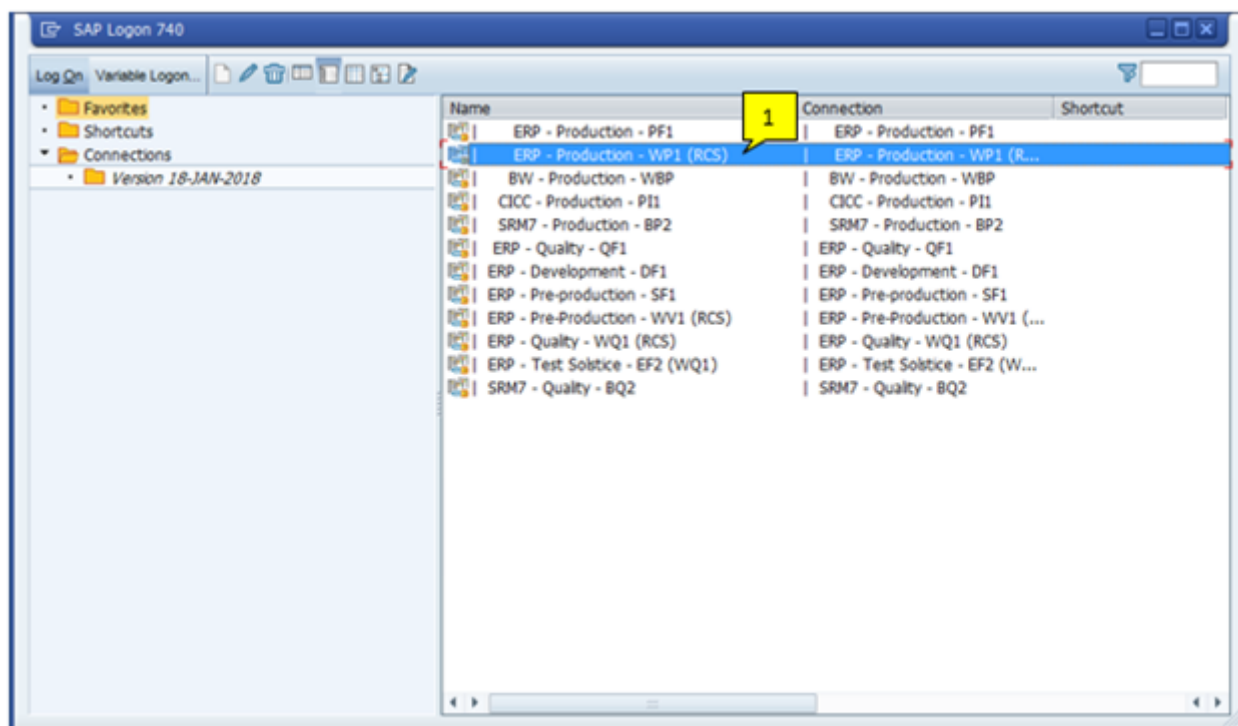 SAP Logon 740
Log On Variable Logon...
Favorites
Shortcuts
Connections
Version 18-JAN-2018
Name Connection Shortcut
1
| ERP - Production - PF1 | ERP - Production - PF1
| ERP - Production - WP1 (RCS) | ERP - Production - WP1 (R...
| BW - Production - WBP | BW - Production - WBP
| CICC - Production - PI1 | CICC - Production - PI1
| SRM7 - Production - BP2 | SRM7 - Production - BP2
| ERP - Quality - QF1 | ERP - Quality - QF1
| ERP - Development - DF1 | ERP - Development - DF1
| ERP - Pre-production - SF1 | ERP - Pre-production - SF1
| ERP - Pre-Production - WV1 (RCS) | ERP - Pre-Production - WV1 (...
| ERP - Quality - WQ1 (RCS) | ERP - Quality - WQ1 (RCS)
| ERP - Test Solstice - EF2 (WQ1) | ERP - Test Solstice - EF2 (W...
| SRM7 - Quality - BQ2 | SRM7 - Quality - BQ2